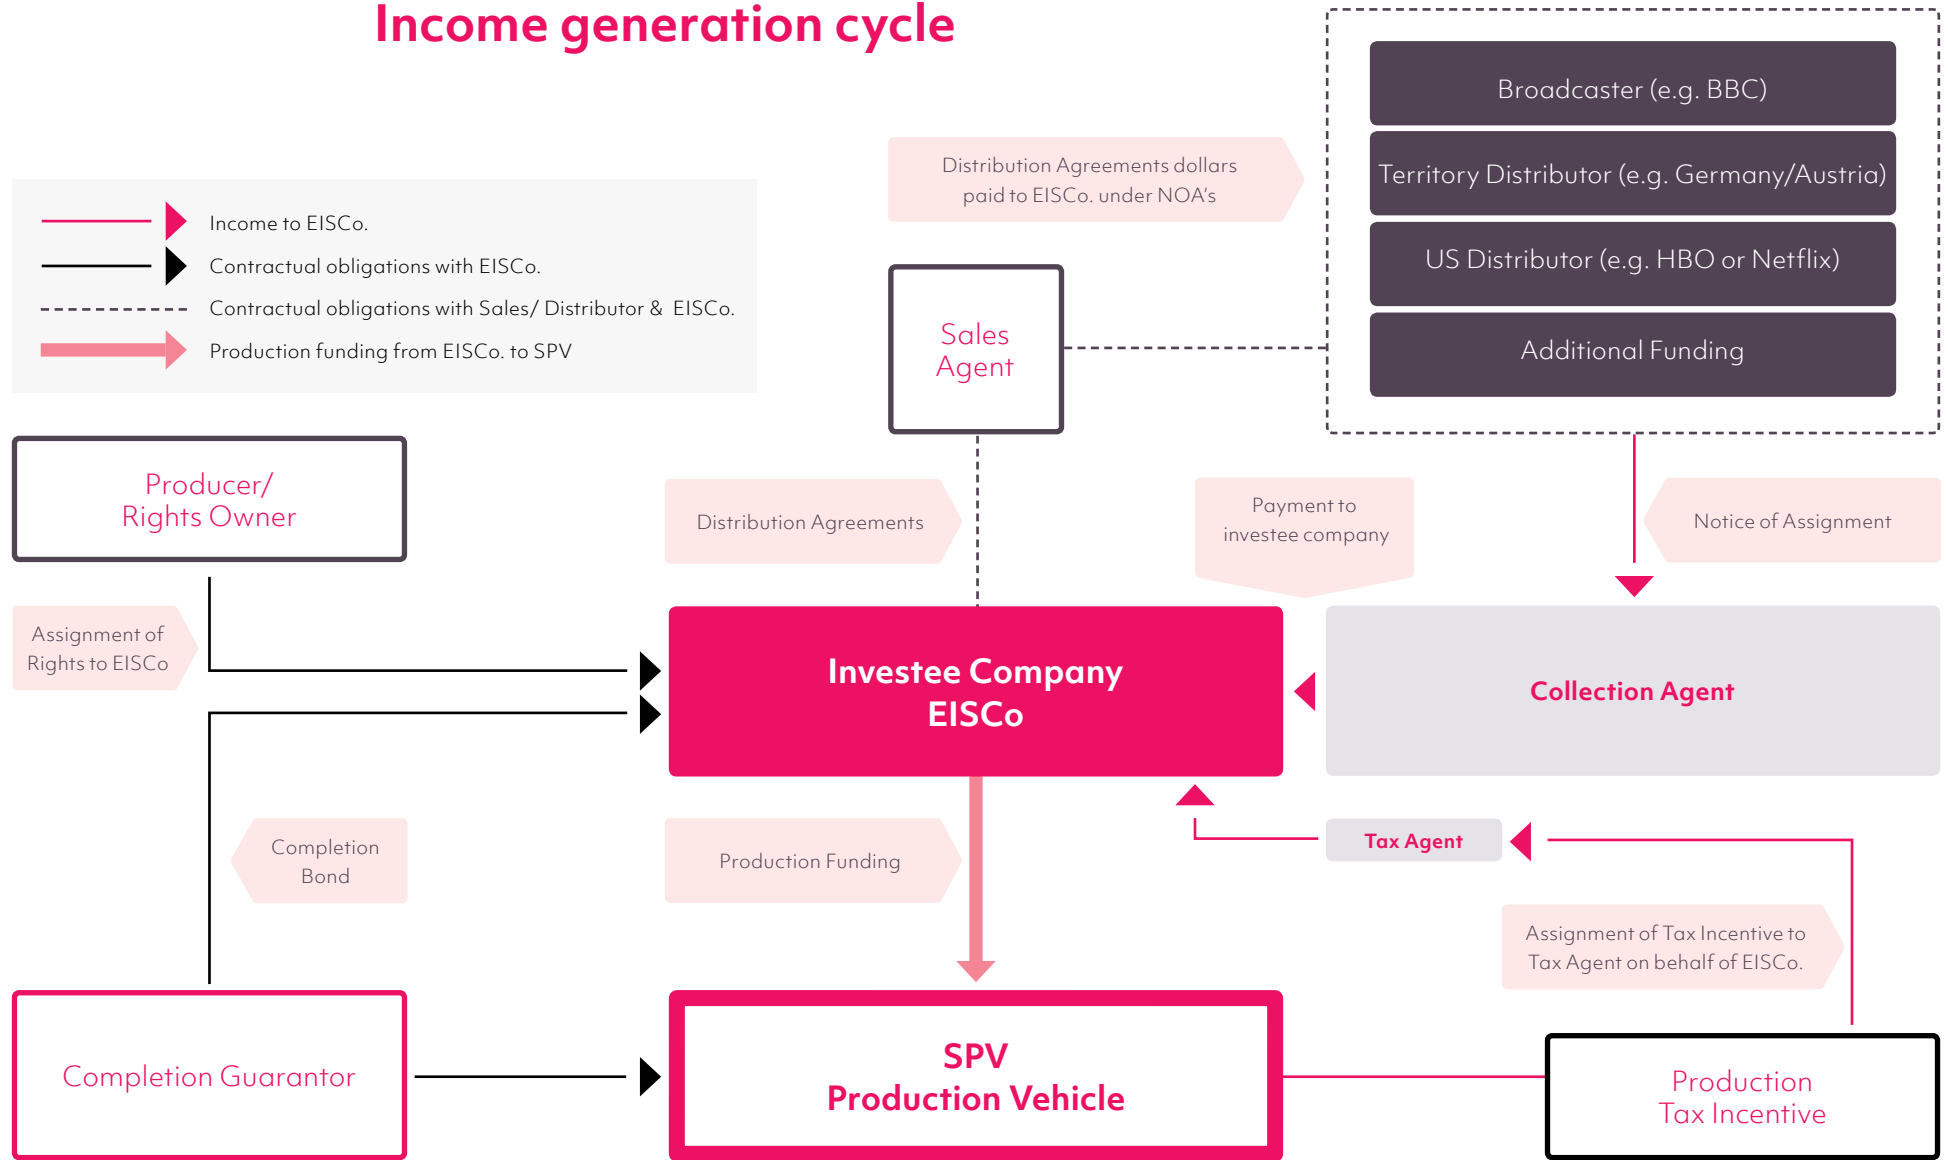 Income generation cycle
Broadcaster (e.g. BBC)
Territory Distributor (e.g. Germany/Austria)
US Distributor (e.g. HBO or Netflix)
Additional Funding
Distribution Agreements dollars
paid to EISCo. under NOA's
Income to EISCo.
Contractual obligations with EISCo.
Contractual obligations with Sales/ Distributor & EISCo.
Production funding from EISCo. to SPV
Sales
Agent
Producer/
Rights Owner
Distribution Agreements
Payment to
investee company
Notice of Assignment
Assignment of
Rights to EISCo
Investee Company
EISCo
Collection Agent
Completion
Bond
Production Funding
Tax Agent
Assignment of Tax Incentive to
Tax Agent on behalf of EISCo.
Completion Guarantor
SPV
Production Vehicle
Production
Tax Incentive